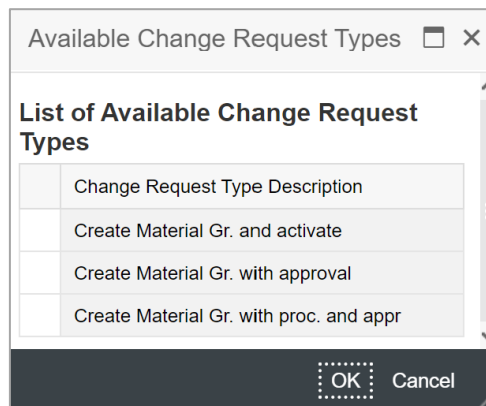 Available Change Request Types
List of Available Change Request
Types
Change Request Type Description
Create Material Gr. and activate
Create Material Gr. with approval
Create Material Gr. with proc. and appr
OK Cancel